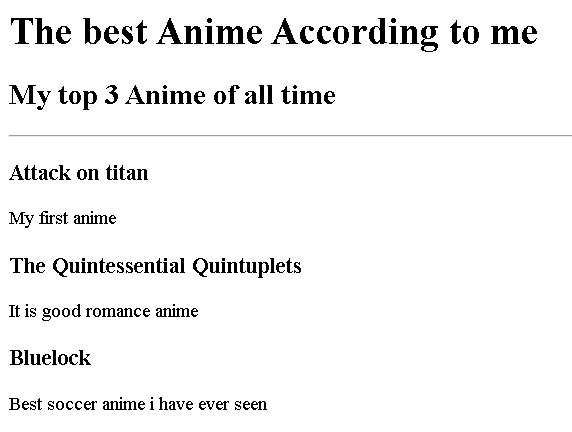 The best Anime According to me
My top 3 Anime of all time
Attack on titan
My first anime
The Quintessential Quintuplets
It is good romance anime
Bluelock
Best soccer anime i have ever seen